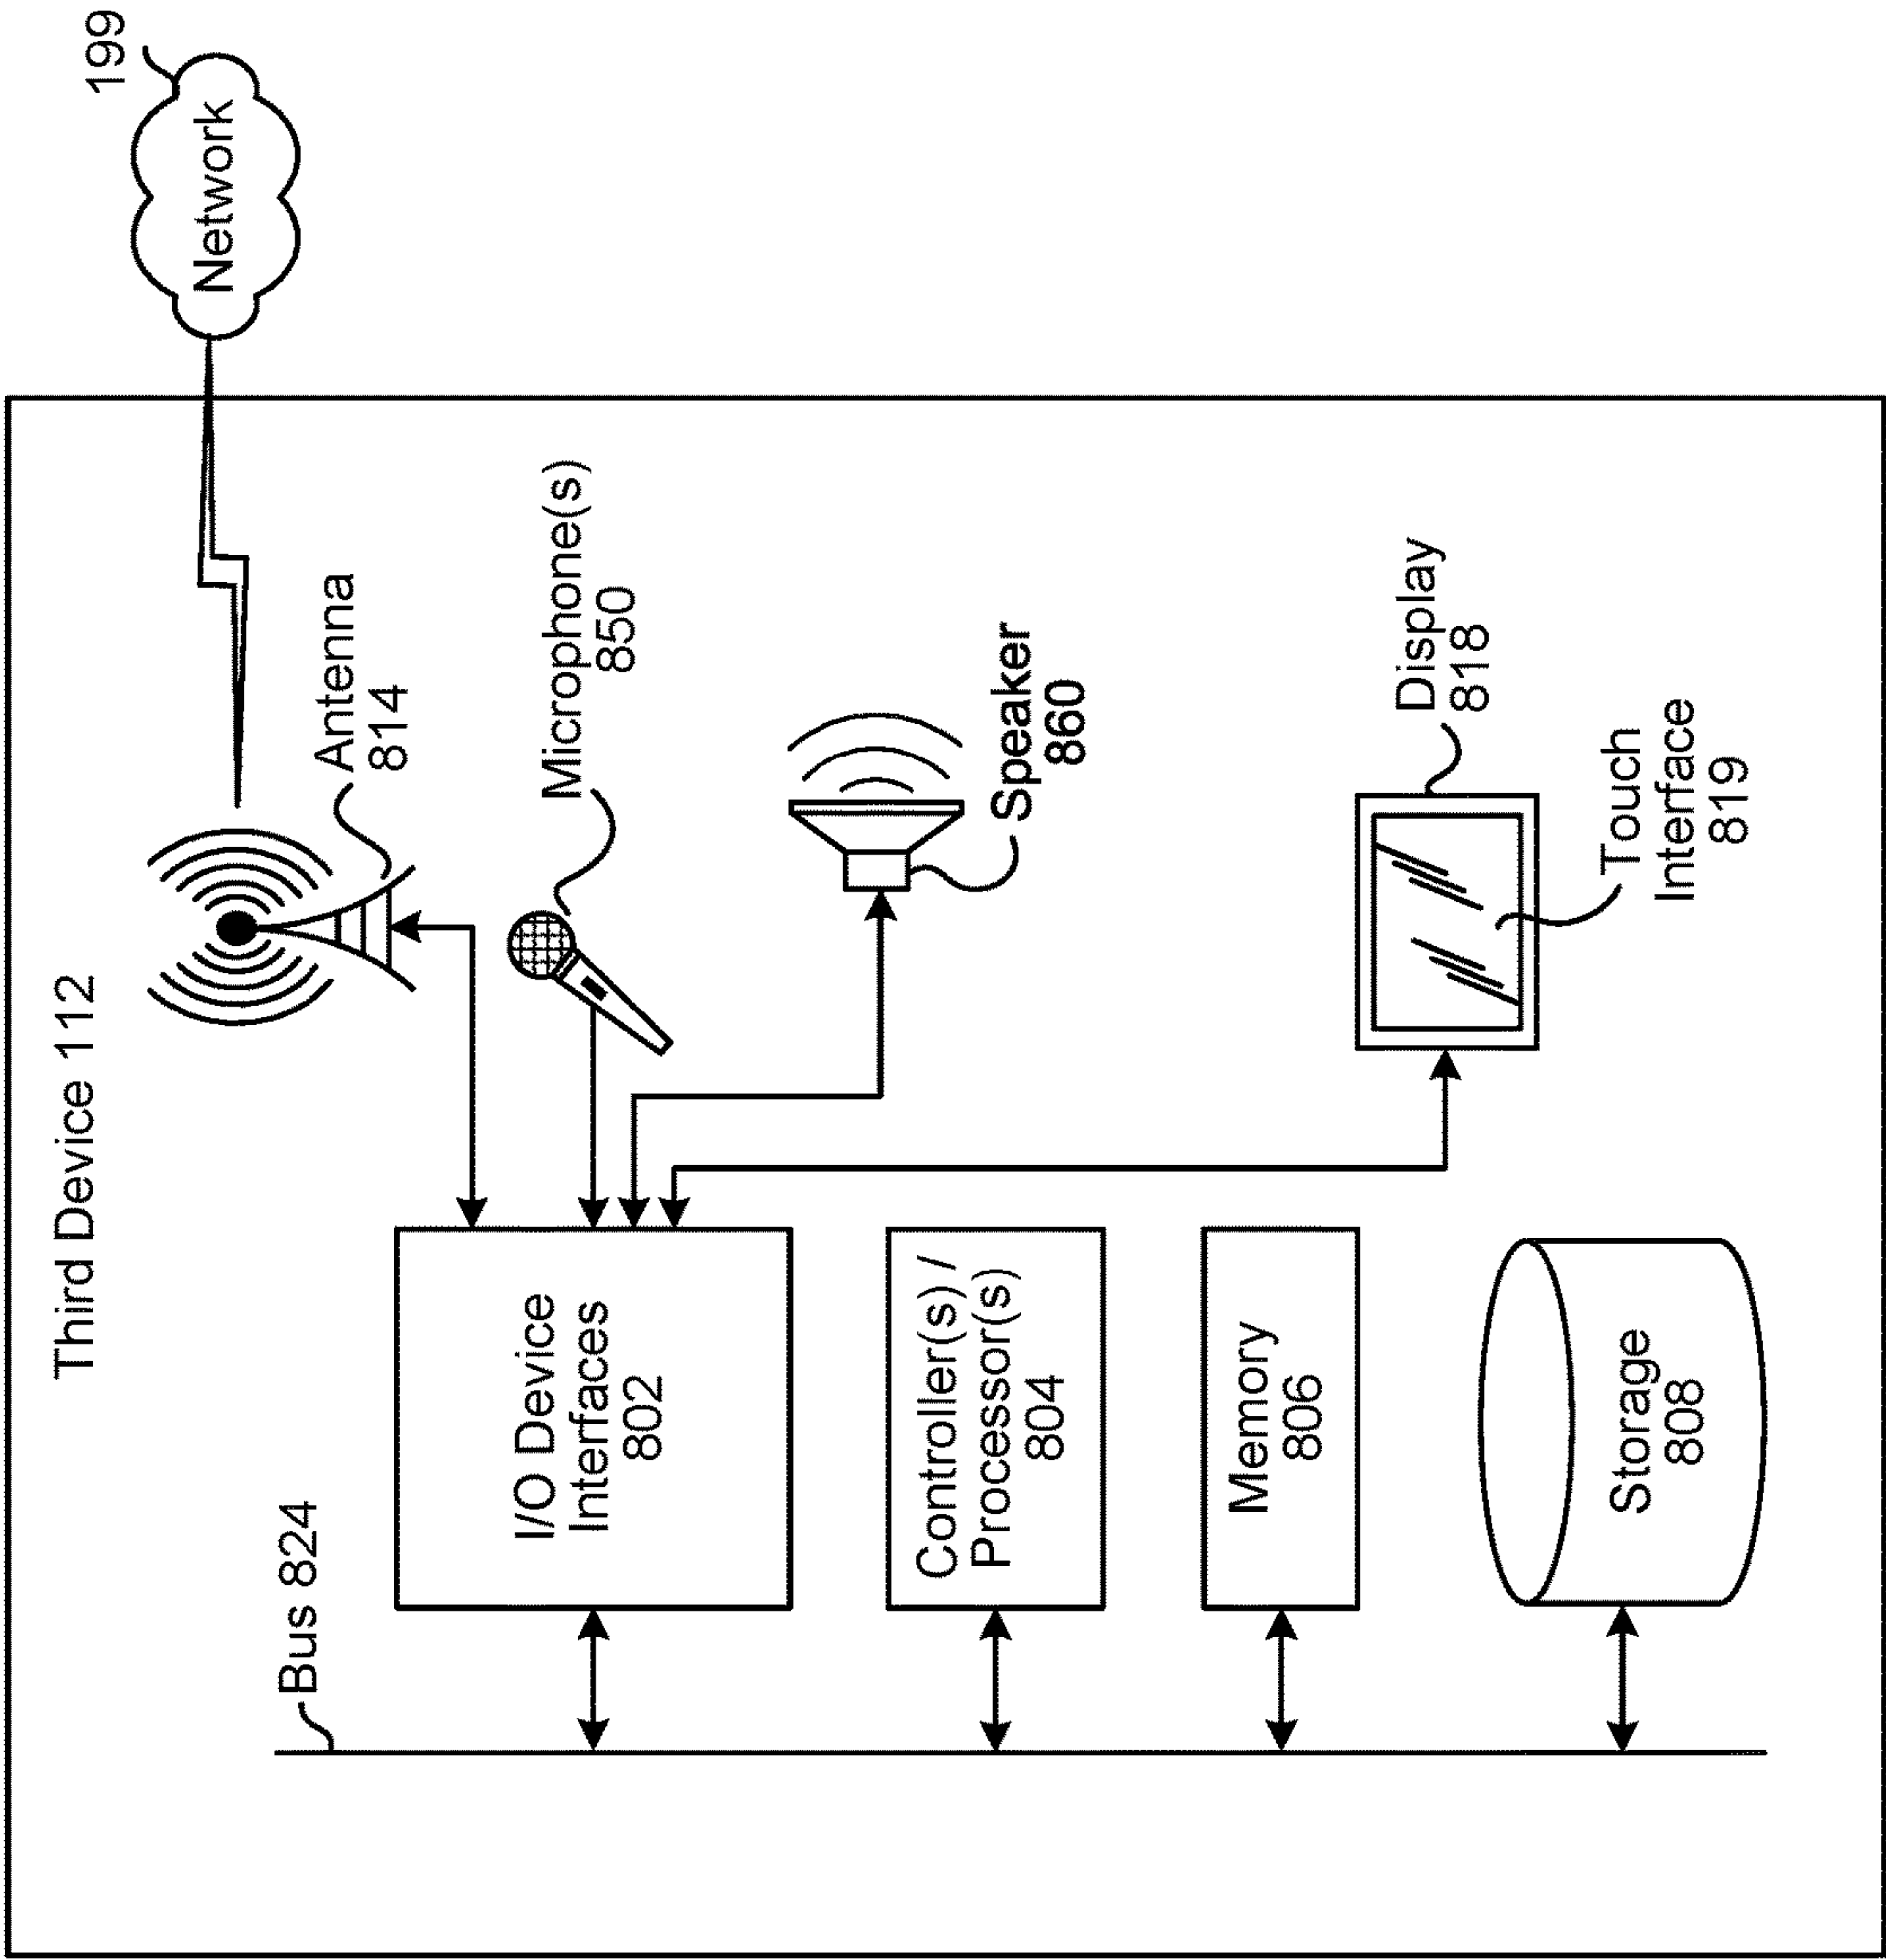 Third Device 112
Bus 824
I/O Device
Interfaces
802
Antenna
814
Network
199
Microphone(s)
850
Controller(s) /
Processor(s)
804
Speaker
860
Memory
806
Display
818
Storage
808
Touch
Interface
819